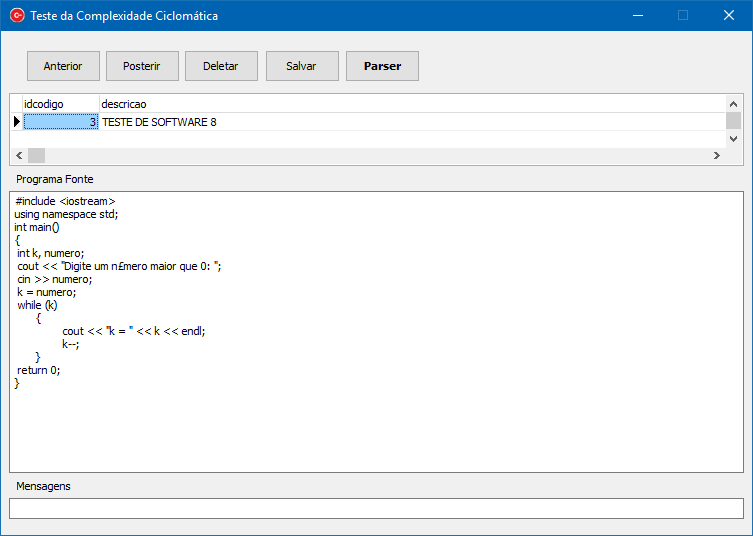 Teste da Complexidade Ciclomática
Anterior Posterir Deletar Salvar Parser
idcodigo descricao
3 TESTE DE SOFTWARE 8
Programa Fonte
#include <iostream>
using namespace std;
int main()
{
int k, numero;
cout << "Digite um n£mero maior que 0: ";
cin >> numero;
k = numero;
while (k)
{
cout << "k = " << k << endl;
k--;
}
return 0;
}
Mensagens